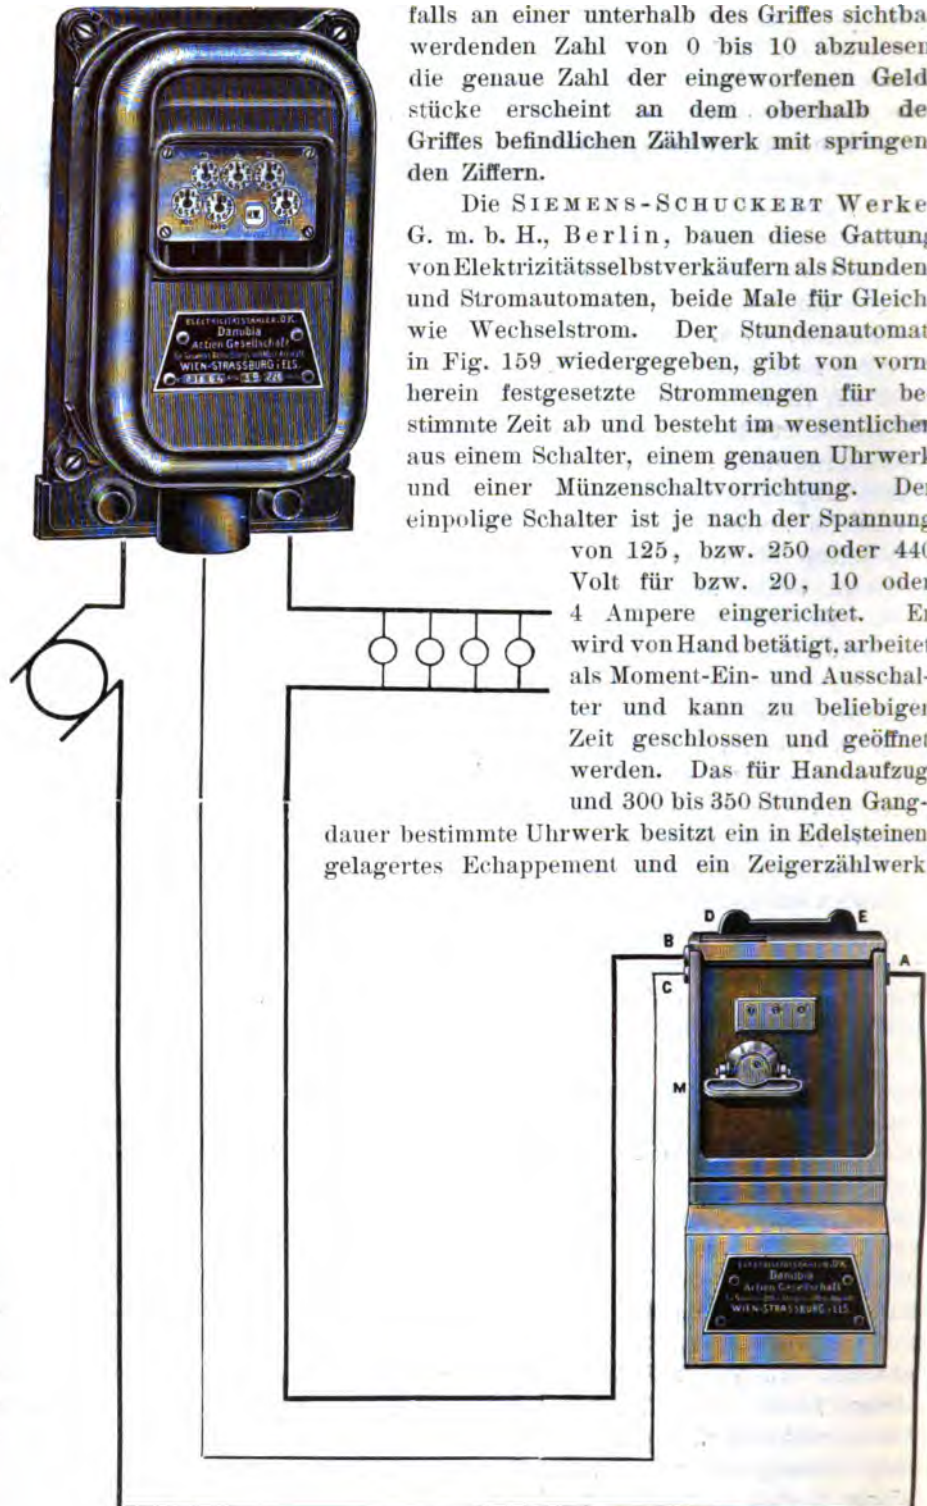 falls an einer unterhalb des Griffes sichtba
werdenden Zahl von 0 bis 10 abzulesen
die genaue Zahl der eingeworfenen Geld
stücke erscheint an dem oberhalb de
Griffes befindlichen Zählwerk mit springen
den Ziffern.
Die SIEMENS-SCHUCKERT Werke
G. m. b. H., Berlin, bauen diese Gattung
von Elektrizitätsselbstverkäufern als Stunden
und Stromautomaten, beide Male für Gleich
wie Wechselstrom. Der Stundenautomat
in Fig. 159 wiedergegeben, gibt von vorn
herein festgesetzte Strommengen für be
stimmte Zeit ab und besteht im wesentlichen
aus einem Schalter, einem genauen Uhrwerk
und einer Münzenschaltvorrichtung. Der
einpolige Schalter ist je nach der Spannung
von 125, bzw. 250 oder 440
Volt für bzw. 20, 10 oder
4 Ampere eingerichtet. Er
wird von Hand betätigt, arbeitet
als Moment-Ein- und Ausschal-
ter und kann zu beliebiger
Zeit geschlossen und geöffnet
werden. Das für Handaufzug
und 300 bis 350 Stunden Gang-
dauer bestimmte Uhrwerk besitzt ein in Edelsteinen
gelagertes Echappement und ein Zeigerzählwerk
ELECTRICITÄTSZÄHLER. D.K.
Danubia
Actien Gesellschaft
WIEN-STRASSBURG i ELS.
D E
B A
C
M
ELECTRICITÄTSZÄHLER. D.K.
Danubia
Actien Gesellschaft
WIEN-STRASSBURG i ELS.